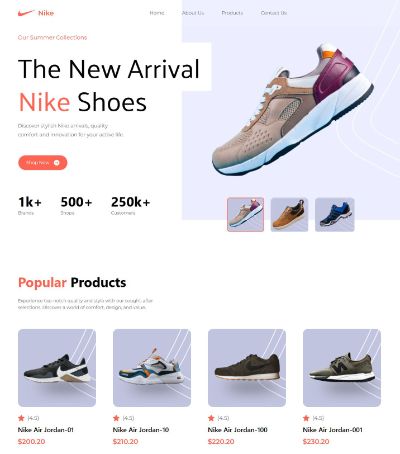 Nike
Home About Us Products Contact Us
Our Summer Collections
The New Arrival
Nike Shoes
Discover stylish Nike arrivals, quality
comfort, and innovation for your active life.
Shop Now
1k+ 500+ 250k+
Brands Shops Customers
Popular Products
Experience top-notch quality and style with our sought-after
selections. Discover a world of comfort, design, and value.
(4.5) (4.5) (4.5) (4.5)
Nike Air Jordan-01 Nike Air Jordan-10 Nike Air Jordan-100 Nike Air Jordan-001
$200.20 $210.20 $220.20 $230.20